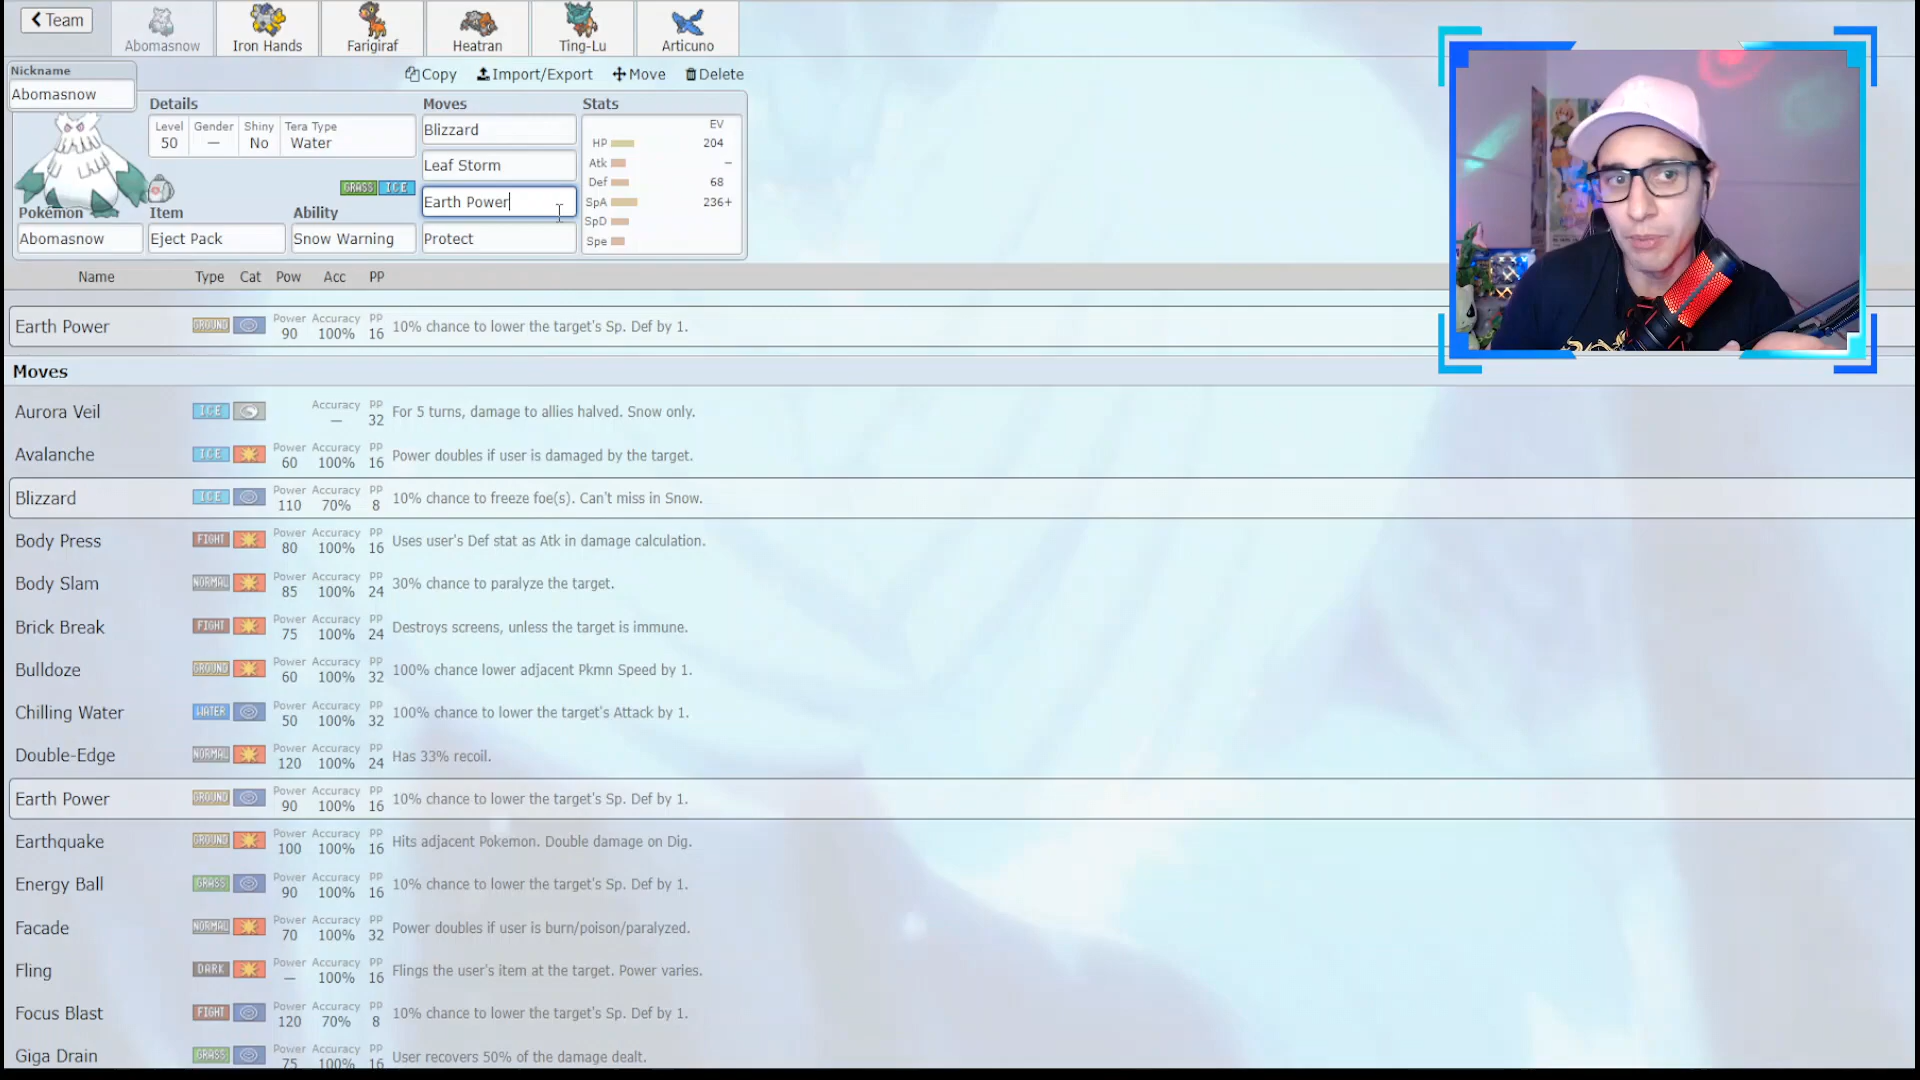 Team
Abomasnow
Iron Hands
Farigiraf
Heatran
Ting-Lu
Articuno
Nickname
Abomasnow
Copy
Import/Export
Move
Delete
Details
Level
50
Gender
—
Shiny
No
Tera Type
Water
GRASS
ICE
Pokémon
Abomasnow
Item
Eject Pack
Ability
Snow Warning
Moves
Blizzard
Leaf Storm
Earth Power
Protect
Stats
EV
HP 204
Atk –
Def 68
SpA 236+
SpD
Spe
Name Type Cat Pow Acc PP
Earth Power GROUND Power 90 Accuracy 100% PP 16 10% chance to lower the target's Sp. Def by 1.
Moves
Aurora Veil ICE Accuracy — PP 32 For 5 turns, damage to allies halved. Snow only.
Avalanche ICE Power 60 Accuracy 100% PP 16 Power doubles if user is damaged by the target.
Blizzard ICE Power 110 Accuracy 70% PP 8 10% chance to freeze foe(s). Can't miss in Snow.
Body Press FIGHT Power 80 Accuracy 100% PP 16 Uses user's Def stat as Atk in damage calculation.
Body Slam NORMAL Power 85 Accuracy 100% PP 24 30% chance to paralyze the target.
Brick Break FIGHT Power 75 Accuracy 100% PP 24 Destroys screens, unless the target is immune.
Bulldoze GROUND Power 60 Accuracy 100% PP 32 100% chance lower adjacent Pkmn Speed by 1.
Chilling Water WATER Power 50 Accuracy 100% PP 32 100% chance to lower the target's Attack by 1.
Double-Edge NORMAL Power 120 Accuracy 100% PP 24 Has 33% recoil.
Earth Power GROUND Power 90 Accuracy 100% PP 16 10% chance to lower the target's Sp. Def by 1.
Earthquake GROUND Power 100 Accuracy 100% PP 16 Hits adjacent Pokemon. Double damage on Dig.
Energy Ball GRASS Power 90 Accuracy 100% PP 16 10% chance to lower the target's Sp. Def by 1.
Facade NORMAL Power 70 Accuracy 100% PP 32 Power doubles if user is burn/poison/paralyzed.
Fling DARK Power — Accuracy 100% PP 16 Flings the user's item at the target. Power varies.
Focus Blast FIGHT Power 120 Accuracy 70% PP 8 10% chance to lower the target's Sp. Def by 1.
Giga Drain GRASS Power 75 Accuracy 100% PP 16 User recovers 50% of the damage dealt.